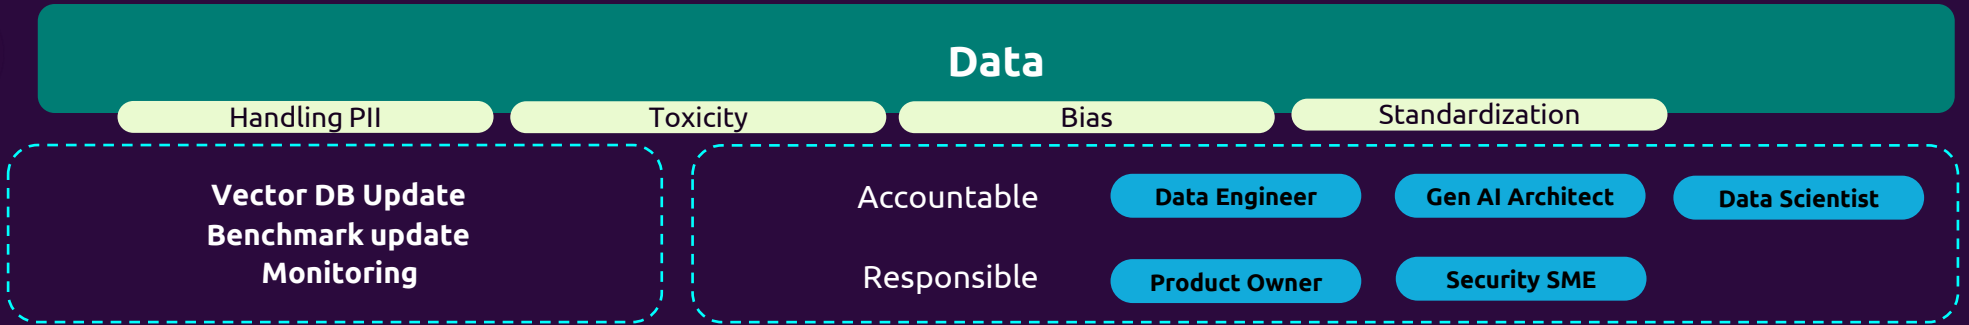 Data
Handling PII
Toxicity
Bias
Standardization
Vector DB Update
Benchmark update
Monitoring
Accountable
Data Engineer
Gen AI Architect
Data Scientist
Responsible
Product Owner
Security SME